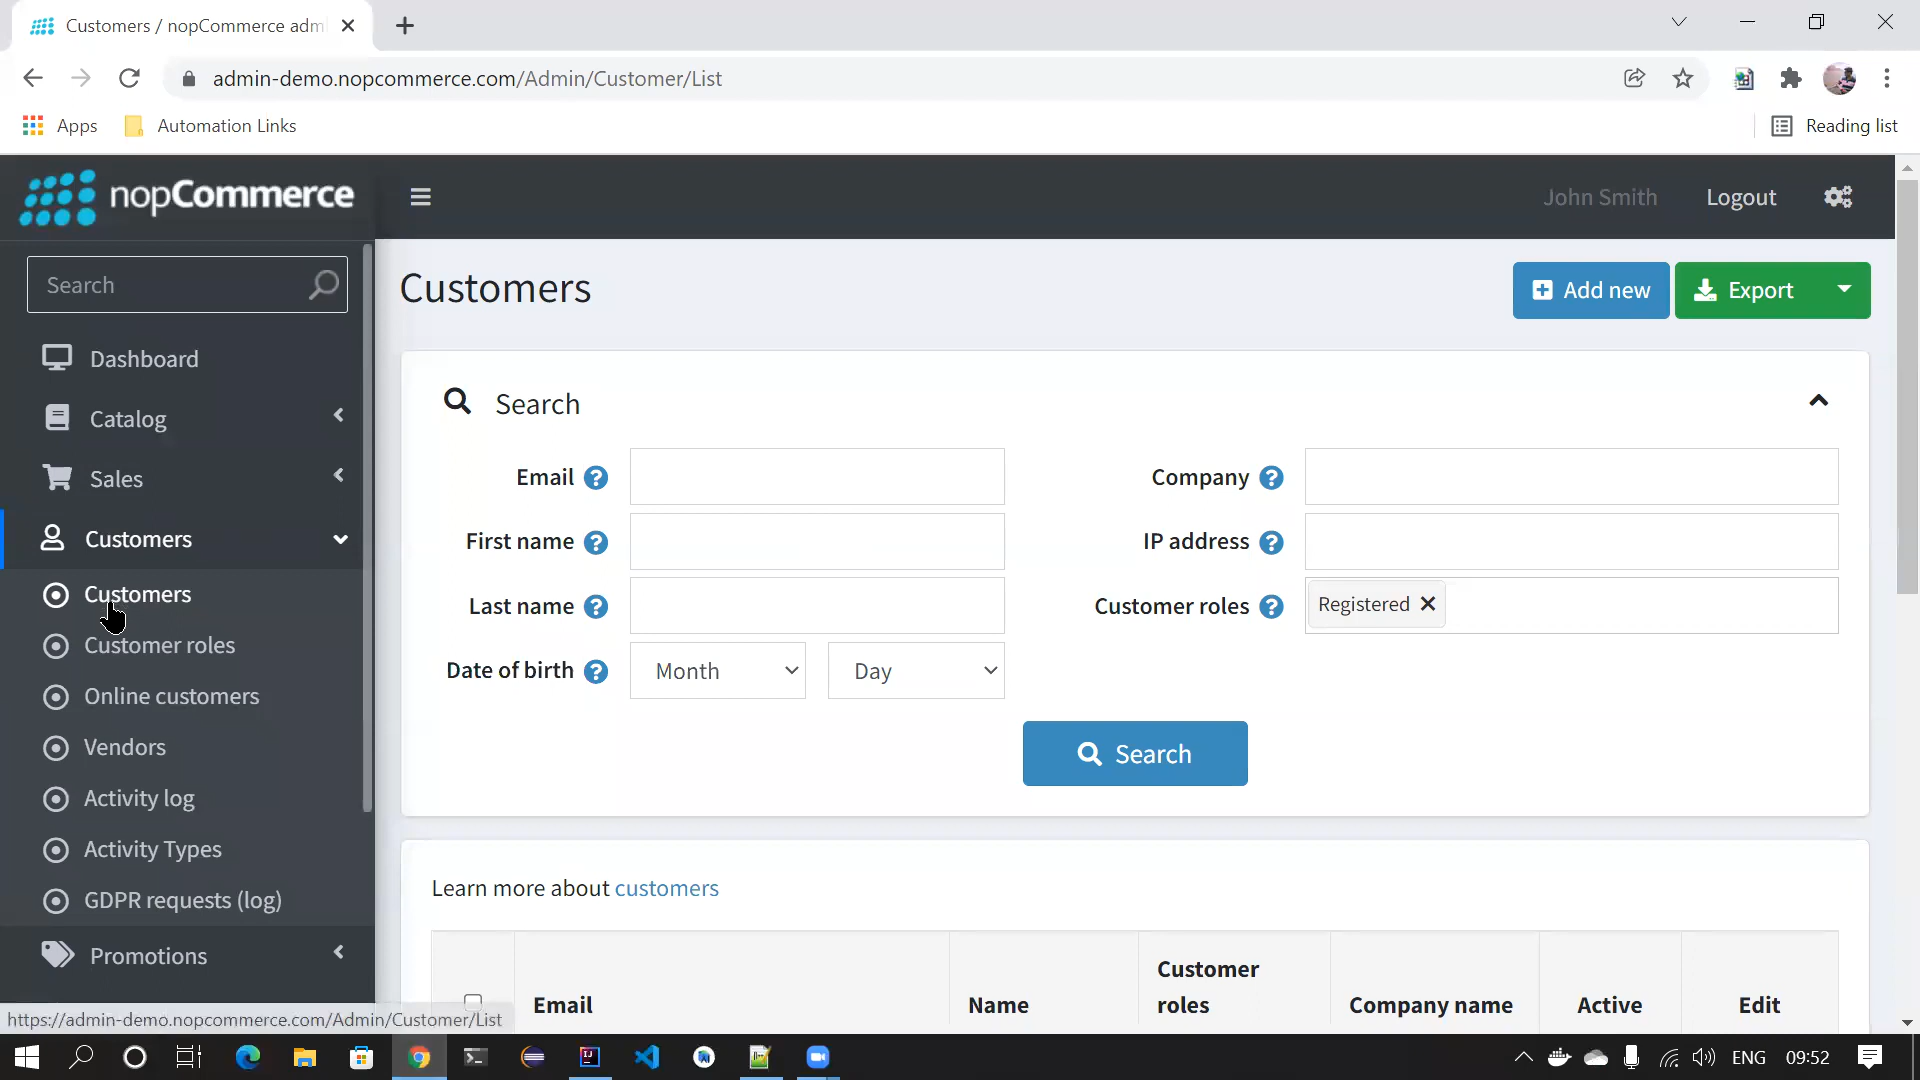 Customers / nopCommerce adm
admin-demo.nopcommerce.com/Admin/Customer/List
Apps
Automation Links
Reading list
nopCommerce
John Smith
Logout
Search
Dashboard
Catalog
Sales
Customers
Customers
Customer roles
Online customers
Vendors
Activity log
Activity Types
GDPR requests (log)
Promotions
Customers
Add new
Export
Search
Email
Company
First name
IP address
Last name
Customer roles
Registered
Date of birth
Month
Day
Search
Learn more about customers
Email
Name
Customer roles
Company name
Active
Edit
https://admin-demo.nopcommerce.com/Admin/Customer/List
ENG
09:52